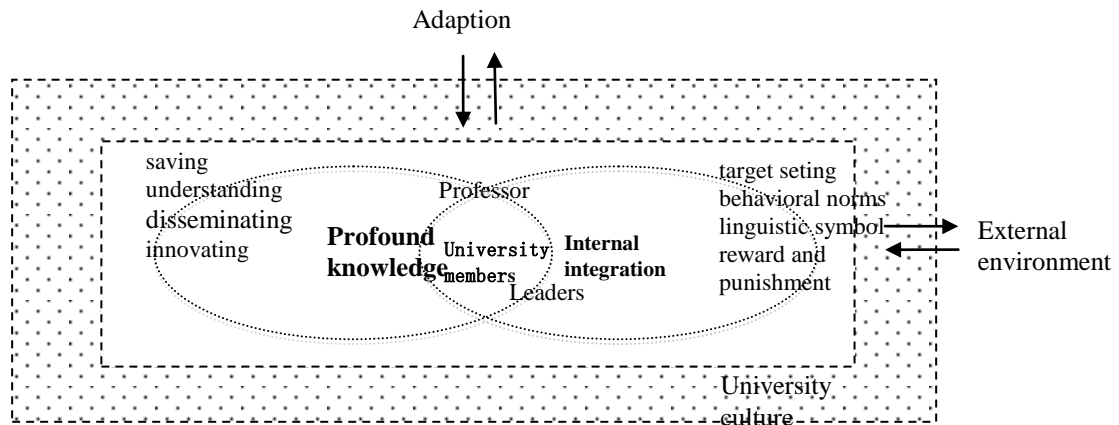 Adaption
saving
understanding
disseminating
innovating
Professor
Profound
knowledge
University
members
Leaders
Internal
integration
target seting
behavioral norms
linguistic symbol
reward and
punishment
External
environment
University
culture